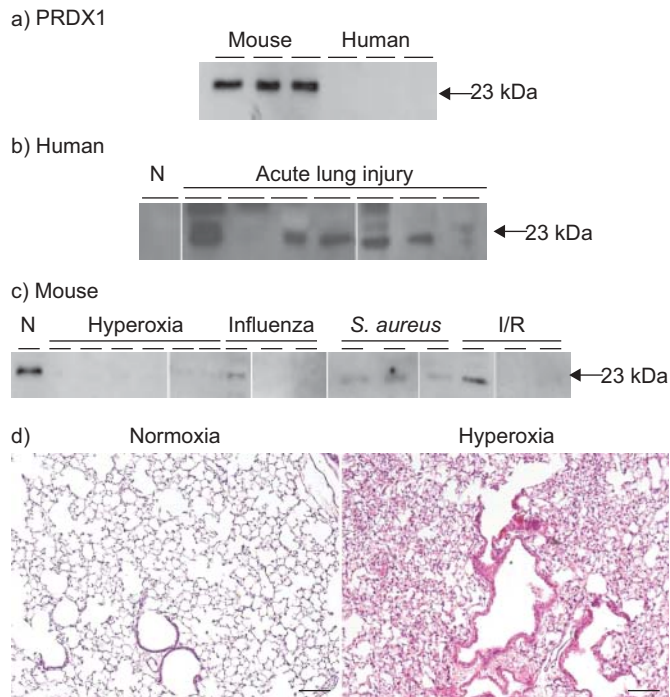 a) PRDX1
Mouse Human
23 kDa
b) Human
N Acute lung injury
23 kDa
c) Mouse
N Hyperoxia Influenza S. aureus I/R
23 kDa
d) Normoxia Hyperoxia